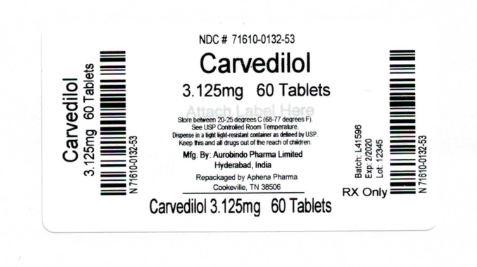 NDC # 71610-0132-53
Carvedilol
3.125mg 60 Tablets
Attach Label Here
Store between 20-25 degrees C (68-77 degrees F).
See USP Controlled Room Temperature.
Dispense in a tight light-resistant container as defined by USP.
Keep this and all drugs out of the reach of children.
Mfg. By: Aurobindo Pharma Limited
Hyderabad, India
Repackaged by Aphena Pharma
Cookeville, TN 38506
Carvedilol 3.125mg 60 Tablets
Carvedilol
3.125mg 60 Tablets
N 71610-0132-53
Batch: L41596
Exp: 2/2020
Lot: 12345
RX Only
N 71610-0132-53